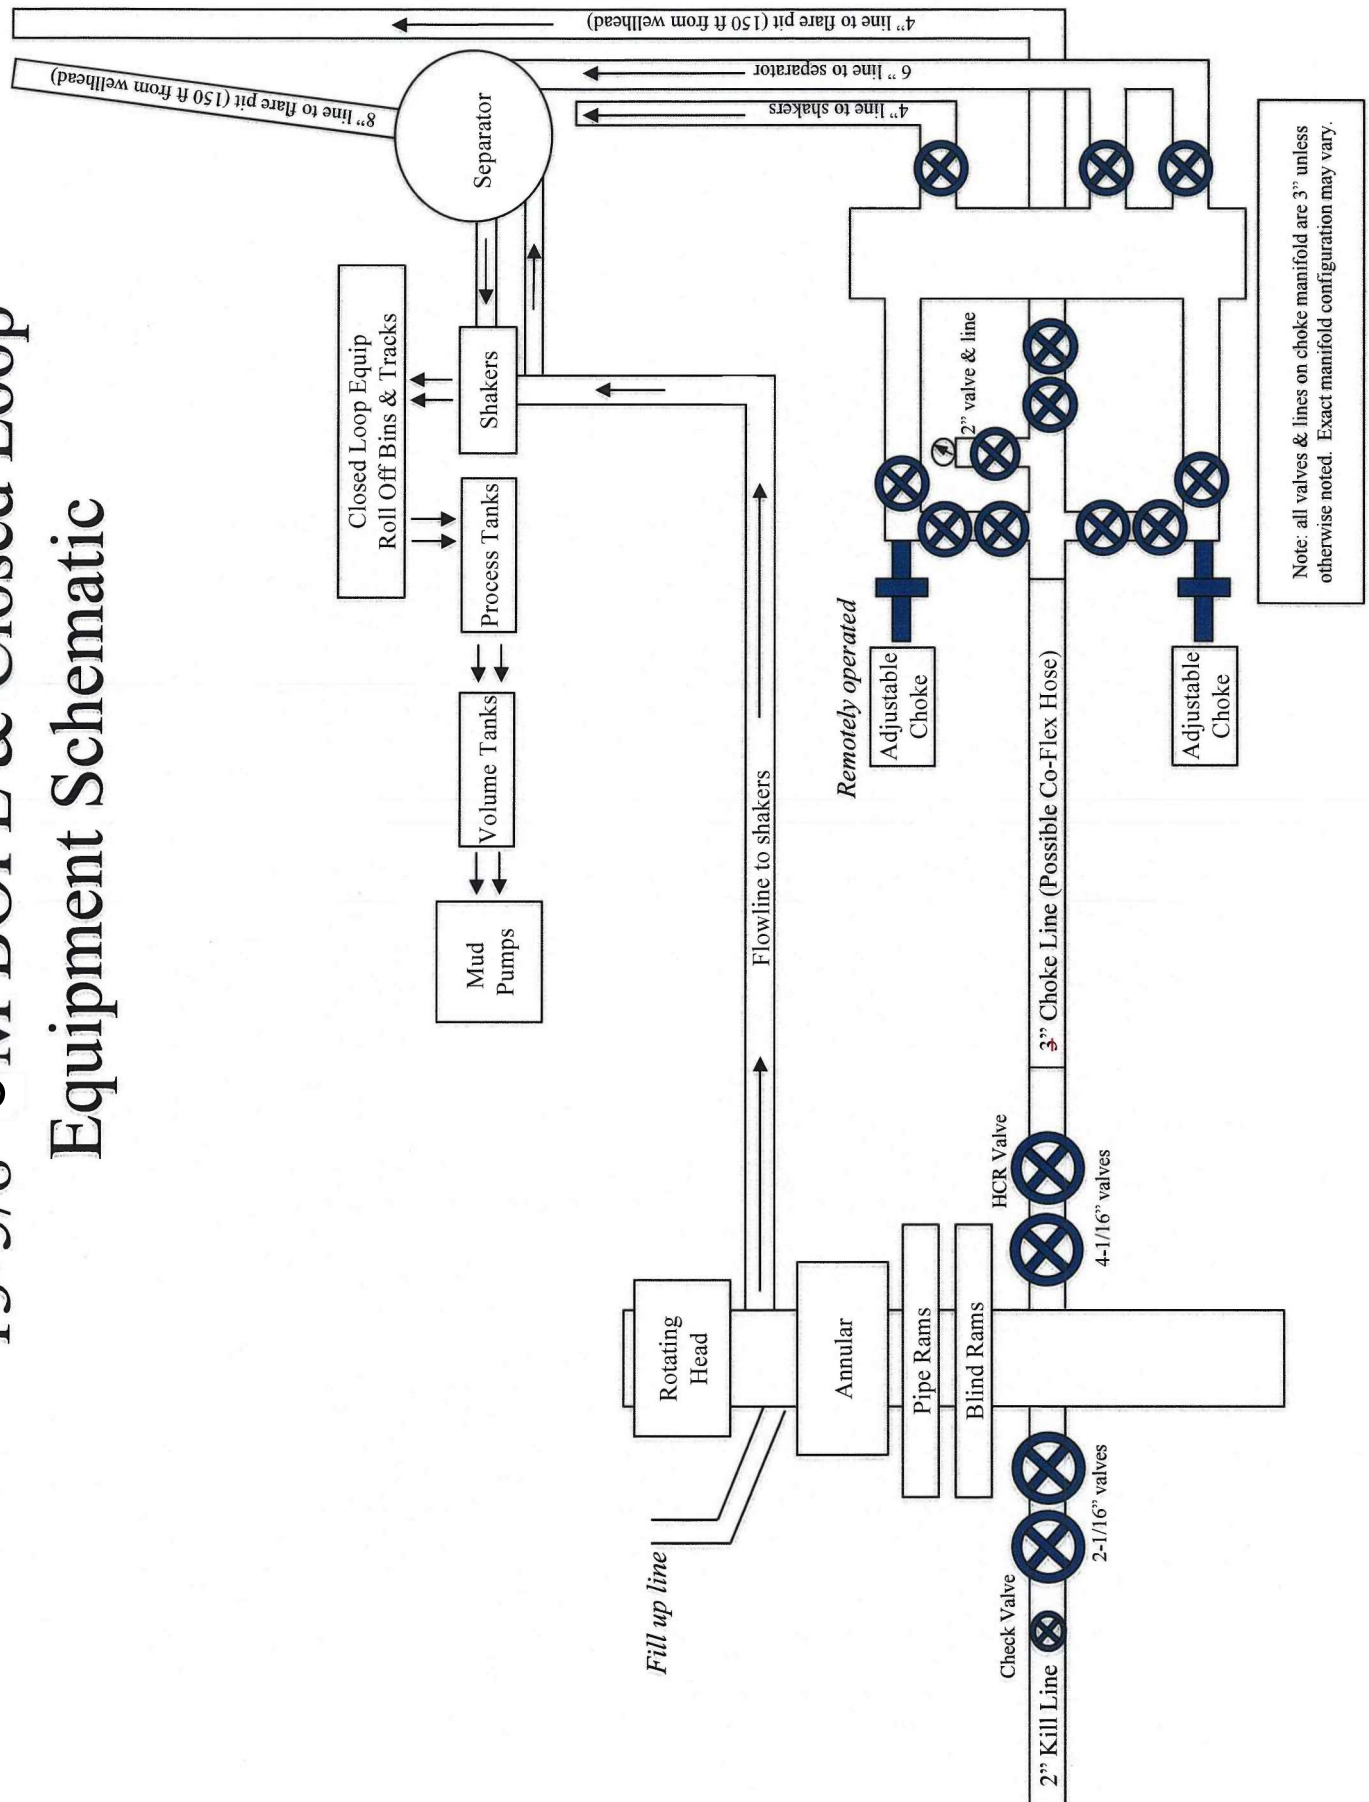 BOPE & Closed Loop
Equipment Schematic
Closed Loop Equip
Roll Off Bins & Tracks
Mud
Pumps
Volume Tanks
Process Tanks
Shakers
Separator
8” line to flare pit (150 ft from wellhead)
4” line to flare pit (150 ft from wellhead)
6” line to separator
4” line to shakers
Fill up line
Rotating
Head
Flowline to shakers
Annular
Pipe Rams
Blind Rams
Remotely operated
Adjustable
Choke
2” valve & line
Check Valve
HCR Valve
2” Kill Line
3” Choke Line (Possible Co-Flex Hose)
2-1/16” valves
4-1/16” valves
Adjustable
Choke
Note: all valves & lines on choke manifold are 3” unless
otherwise noted. Exact manifold configuration may vary.